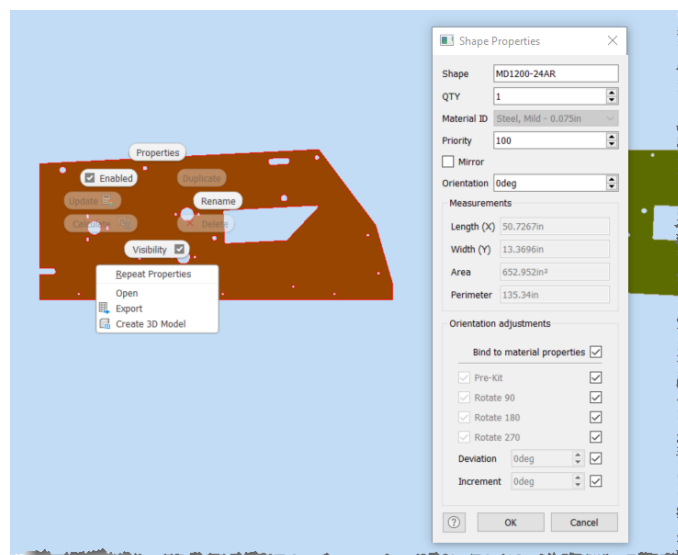 Shape Properties
Shape MD1200-24AR
QTY 1
Material ID Steel, Mild - 0.075in
Priority 100
Mirror
Orientation 0deg
Measurements
Length (X) 50.7267in
Width (Y) 13.3696in
Area 652.952in²
Perimeter 135.34in
Orientation adjustments
Bind to material properties
Pre-Kit
Rotate 90
Rotate 180
Rotate 270
Deviation 0deg
Increment 0deg
OK Cancel
Properties
Enabled Duplicate
Update Rename
Calculate Delete
Visibility
Repeat Properties
Open
Export
Create 3D Model